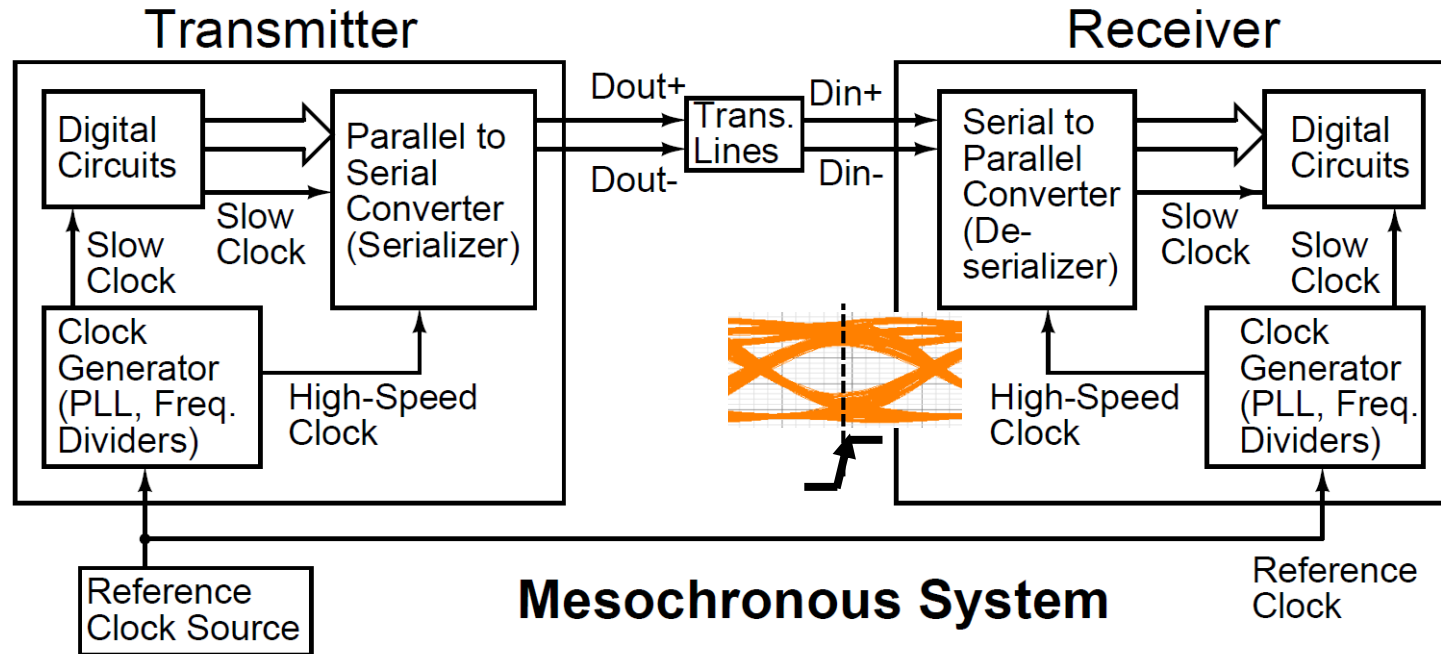 Transmitter
Receiver
Digital
Circuits
Parallel to
Serial
Converter
(Serializer)
Slow
Clock
Slow
Clock
Clock
Generator
(PLL, Freq.
Dividers)
High-Speed
Clock
Dout+
Dout-
Trans.
Lines
Din+
Din-
Serial to
Parallel
Converter
(De-
serializer)
Digital
Circuits
Slow
Clock
Slow
Clock
High-Speed
Clock
Clock
Generator
(PLL, Freq.
Dividers)
Reference
Clock Source
Mesochronous System
Reference
Clock